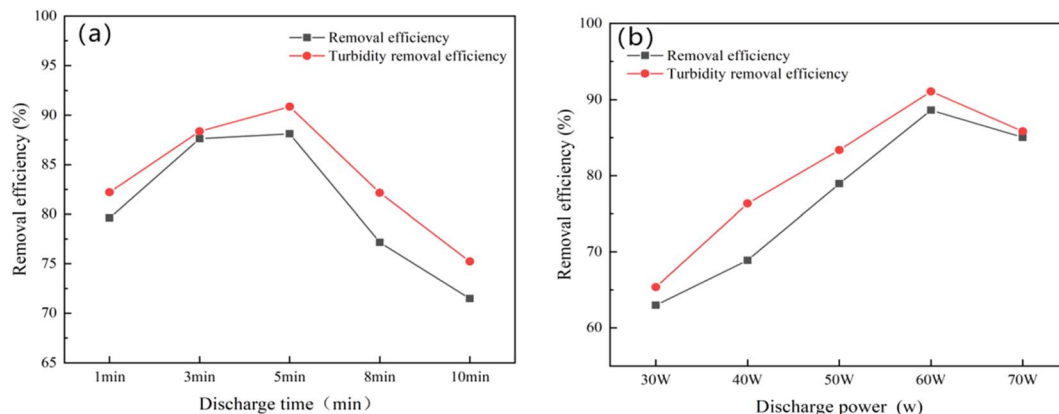 (a)
Removal efficiency
Turbidity removal efficiency
Removal efficiency (%)
100
95
90
85
80
75
70
65
1min 3min 5min 8min 10min
Discharge time（min）
(b)
Removal efficiency
Turbidity removal efficiency
Removal efficiency (%)
100
90
80
70
60
30W 40W 50W 60W 70W
Discharge power (w)